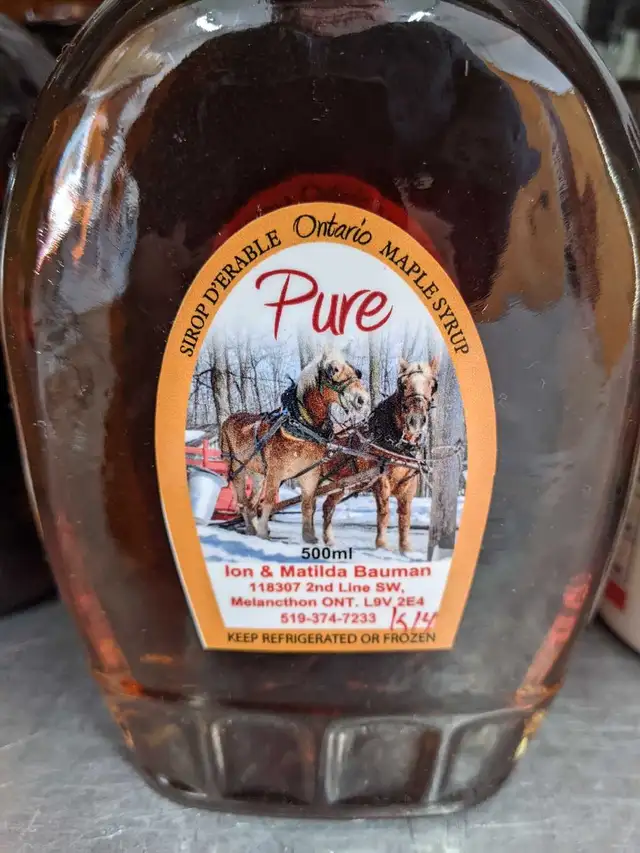 SIROP D'ERABLE Ontario MAPLE SYRUP
Pure
500ml
Ion & Matilda Bauman
118307 2nd Line SW,
Melancthon ONT. L9V 2E4
519-374-7233
KEEP REFRIGERATED OR FROZEN